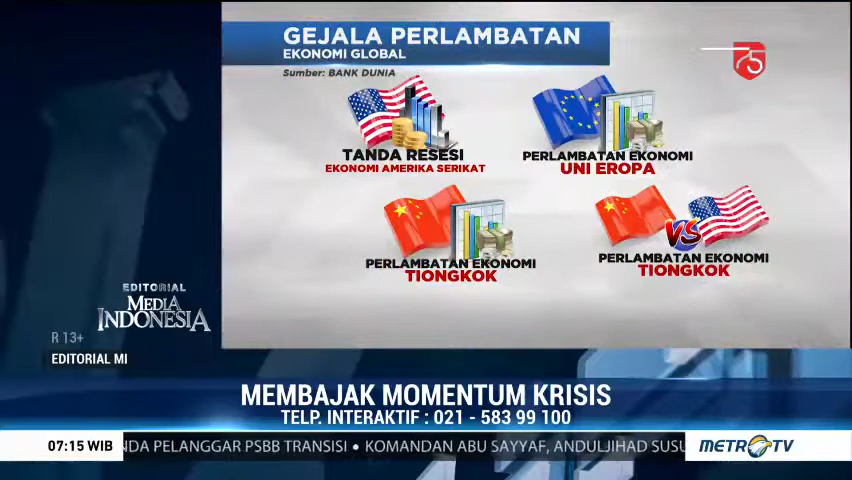 GEJALA PERLAMBATAN
EKONOMI GLOBAL
Sumber: BANK DUNIA
75
TANDA RESESI
EKONOMI AMERIKA SERIKAT
PERLAMBATAN EKONOMI
UNI EROPA
PERLAMBATAN EKONOMI
TIONGKOK
VS
PERLAMBATAN EKONOMI
TIONGKOK
EDITORIAL
MEDIA
INDONESIA
R 13+
EDITORIAL MI
MEMBAJAK MOMENTUM KRISIS
TELP. INTERAKTIF : 021 - 583 99 100
07:15 WIB
NDA PELANGGAR PSBB TRANSISI • KOMANDAN ABU SAYYAF, ANDULJIHAD SUSU
METRO TV